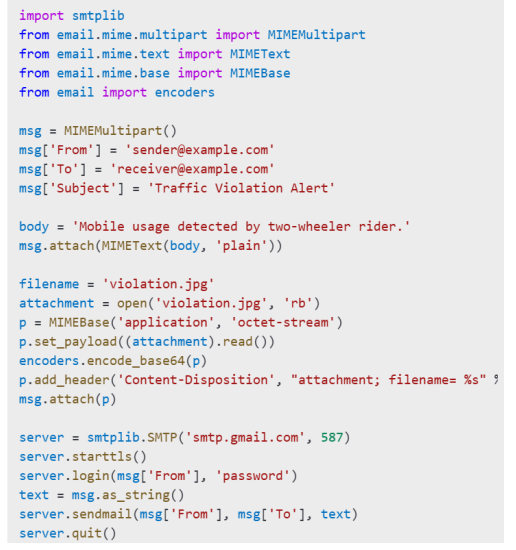 import smtplib
from email.mime.multipart import MIMEMultipart
from email.mime.text import MIMEText
from email.mime.base import MIMEBase
from email import encoders

msg = MIMEMultipart()
msg['From'] = 'sender@example.com'
msg['To'] = 'receiver@example.com'
msg['Subject'] = 'Traffic Violation Alert'

body = 'Mobile usage detected by two-wheeler rider.'
msg.attach(MIMEText(body, 'plain'))

filename = 'violation.jpg'
attachment = open('violation.jpg', 'rb')
p = MIMEBase('application', 'octet-stream')
p.set_payload((attachment).read())
encoders.encode_base64(p)
p.add_header('Content-Disposition', "attachment; filename= %s"
msg.attach(p)

server = smtplib.SMTP('smtp.gmail.com', 587)
server.starttls()
server.login(msg['From'], 'password')
text = msg.as_string()
server.sendmail(msg['From'], msg['To'], text)
server.quit()